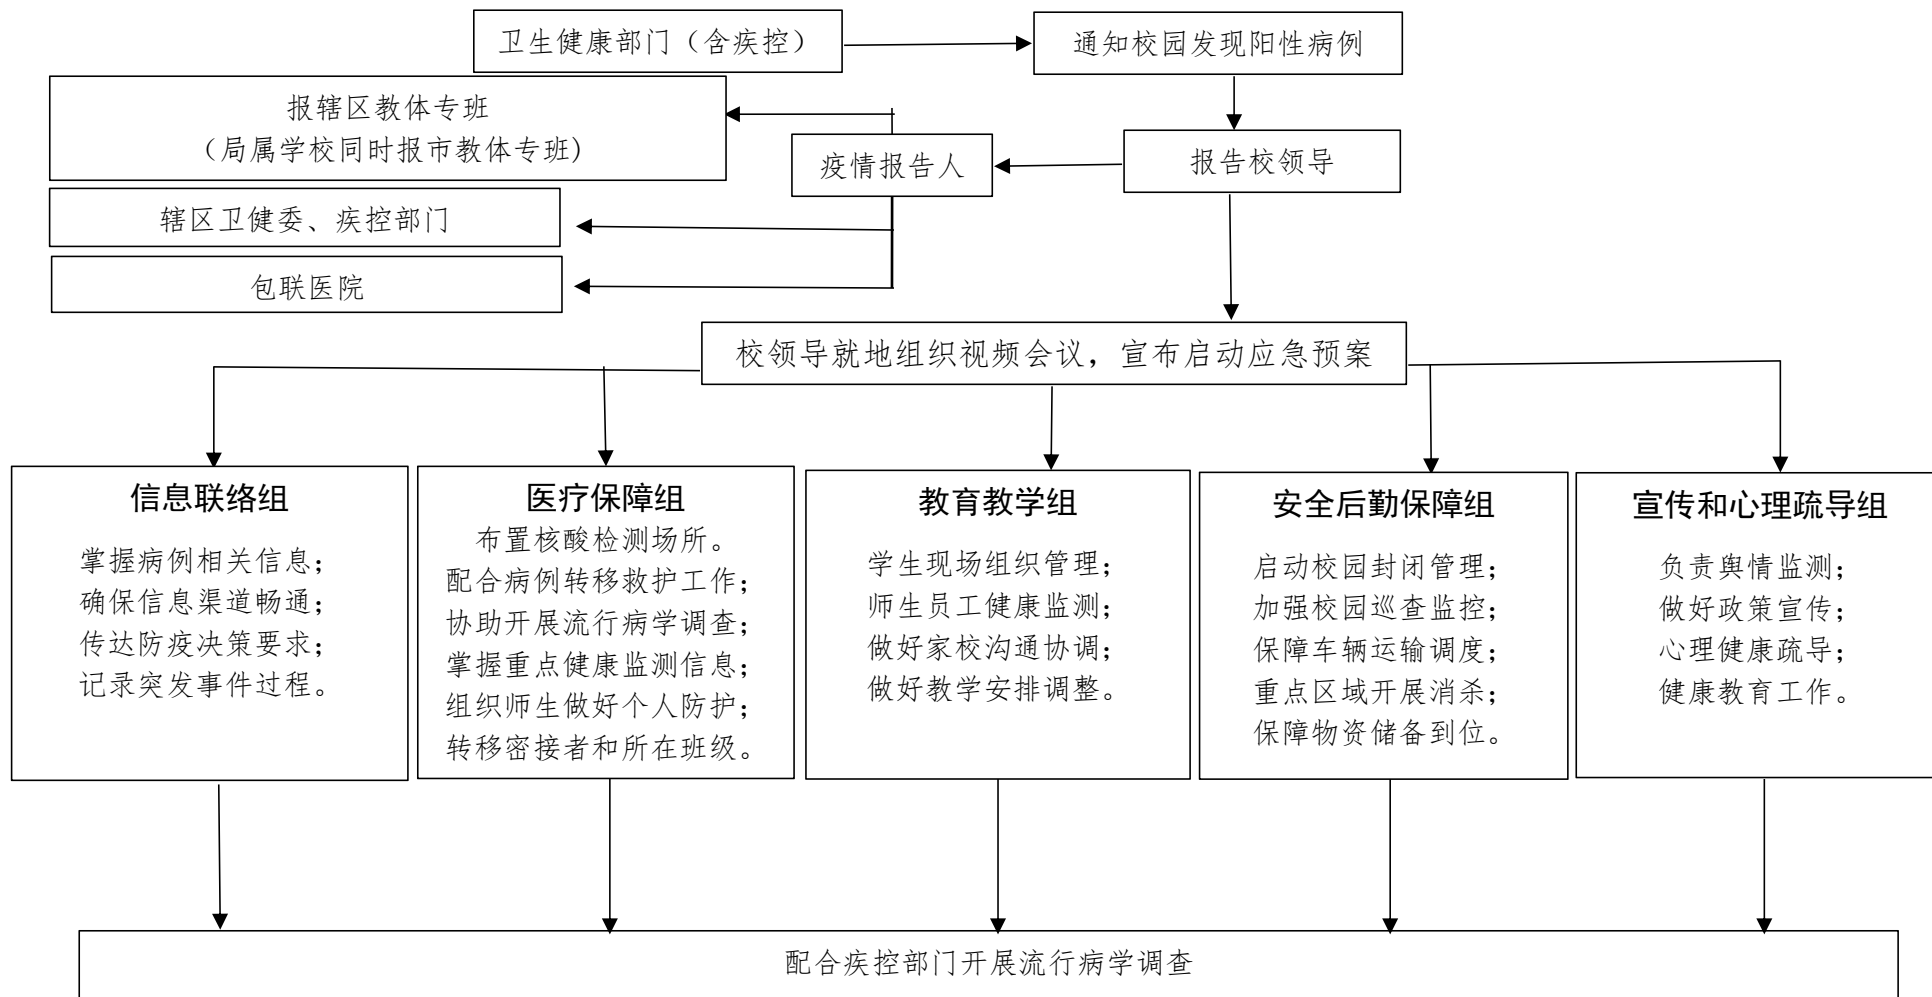 卫生健康部门（含疾控）
通知校园发现阳性病例
报辖区教体专班
（局属学校同时报市教体专班)
疫情报告人
报告校领导
辖区卫健委、疾控部门
包联医院
校领导就地组织视频会议，宣布启动应急预案
信息联络组
掌握病例相关信息；
确保信息渠道畅通；
传达防疫决策要求；
记录突发事件过程。
医疗保障组
布置核酸检测场所。
配合病例转移救护工作；
协助开展流行病学调查；
掌握重点健康监测信息；
组织师生做好个人防护；
转移密接者和所在班级。
教育教学组
学生现场组织管理；
师生员工健康监测；
做好家校沟通协调；
做好教学安排调整。
安全后勤保障组
启动校园封闭管理；
加强校园巡查监控；
保障车辆运输调度；
重点区域开展消杀；
保障物资储备到位。
宣传和心理疏导组
负责舆情监测；
做好政策宣传；
心理健康疏导；
健康教育工作。
配合疾控部门开展流行病学调查